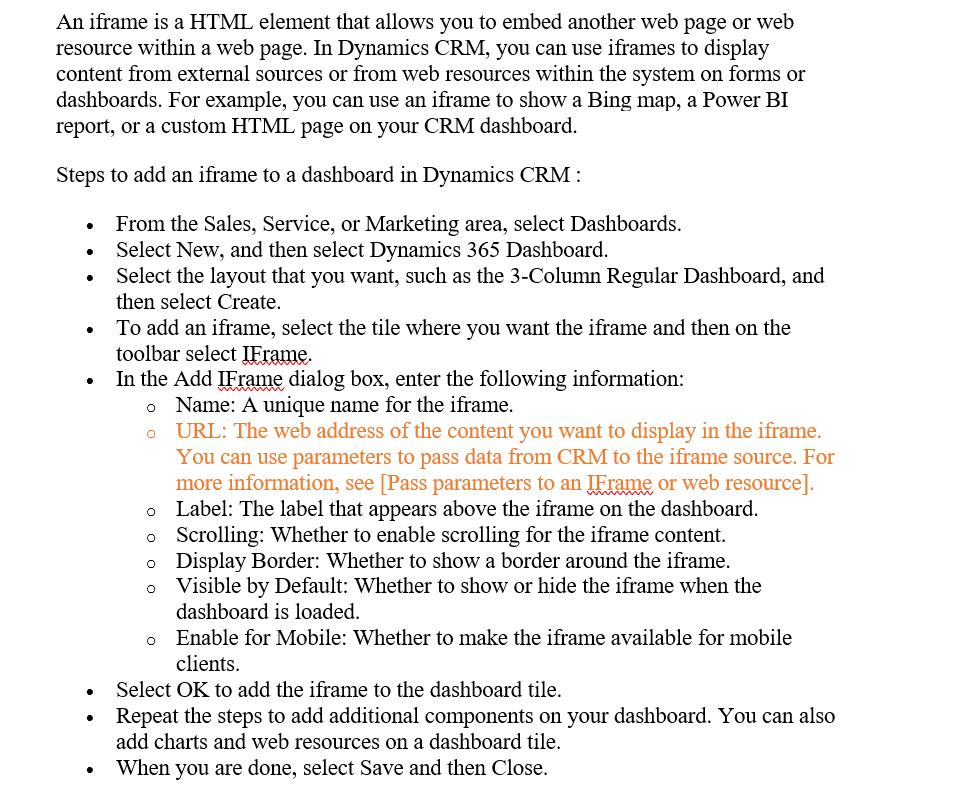 An iframe is a HTML element that allows you to embed another web page or web
resource within a web page. In Dynamics CRM, you can use iframes to display
content from external sources or from web resources within the system on forms or
dashboards. For example, you can use an iframe to show a Bing map, a Power BI
report, or a custom HTML page on your CRM dashboard.
Steps to add an iframe to a dashboard in Dynamics CRM :
• From the Sales, Service, or Marketing area, select Dashboards.
• Select New, and then select Dynamics 365 Dashboard.
• Select the layout that you want, such as the 3-Column Regular Dashboard, and
then select Create.
• To add an iframe, select the tile where you want the iframe and then on the
toolbar select IFrame.
• In the Add IFrame dialog box, enter the following information:
o Name: A unique name for the iframe.
o URL: The web address of the content you want to display in the iframe.
You can use parameters to pass data from CRM to the iframe source. For
more information, see [Pass parameters to an IFrame or web resource].
o Label: The label that appears above the iframe on the dashboard.
o Scrolling: Whether to enable scrolling for the iframe content.
o Display Border: Whether to show a border around the iframe.
o Visible by Default: Whether to show or hide the iframe when the
dashboard is loaded.
o Enable for Mobile: Whether to make the iframe available for mobile
clients.
• Select OK to add the iframe to the dashboard tile.
• Repeat the steps to add additional components on your dashboard. You can also
add charts and web resources on a dashboard tile.
• When you are done, select Save and then Close.